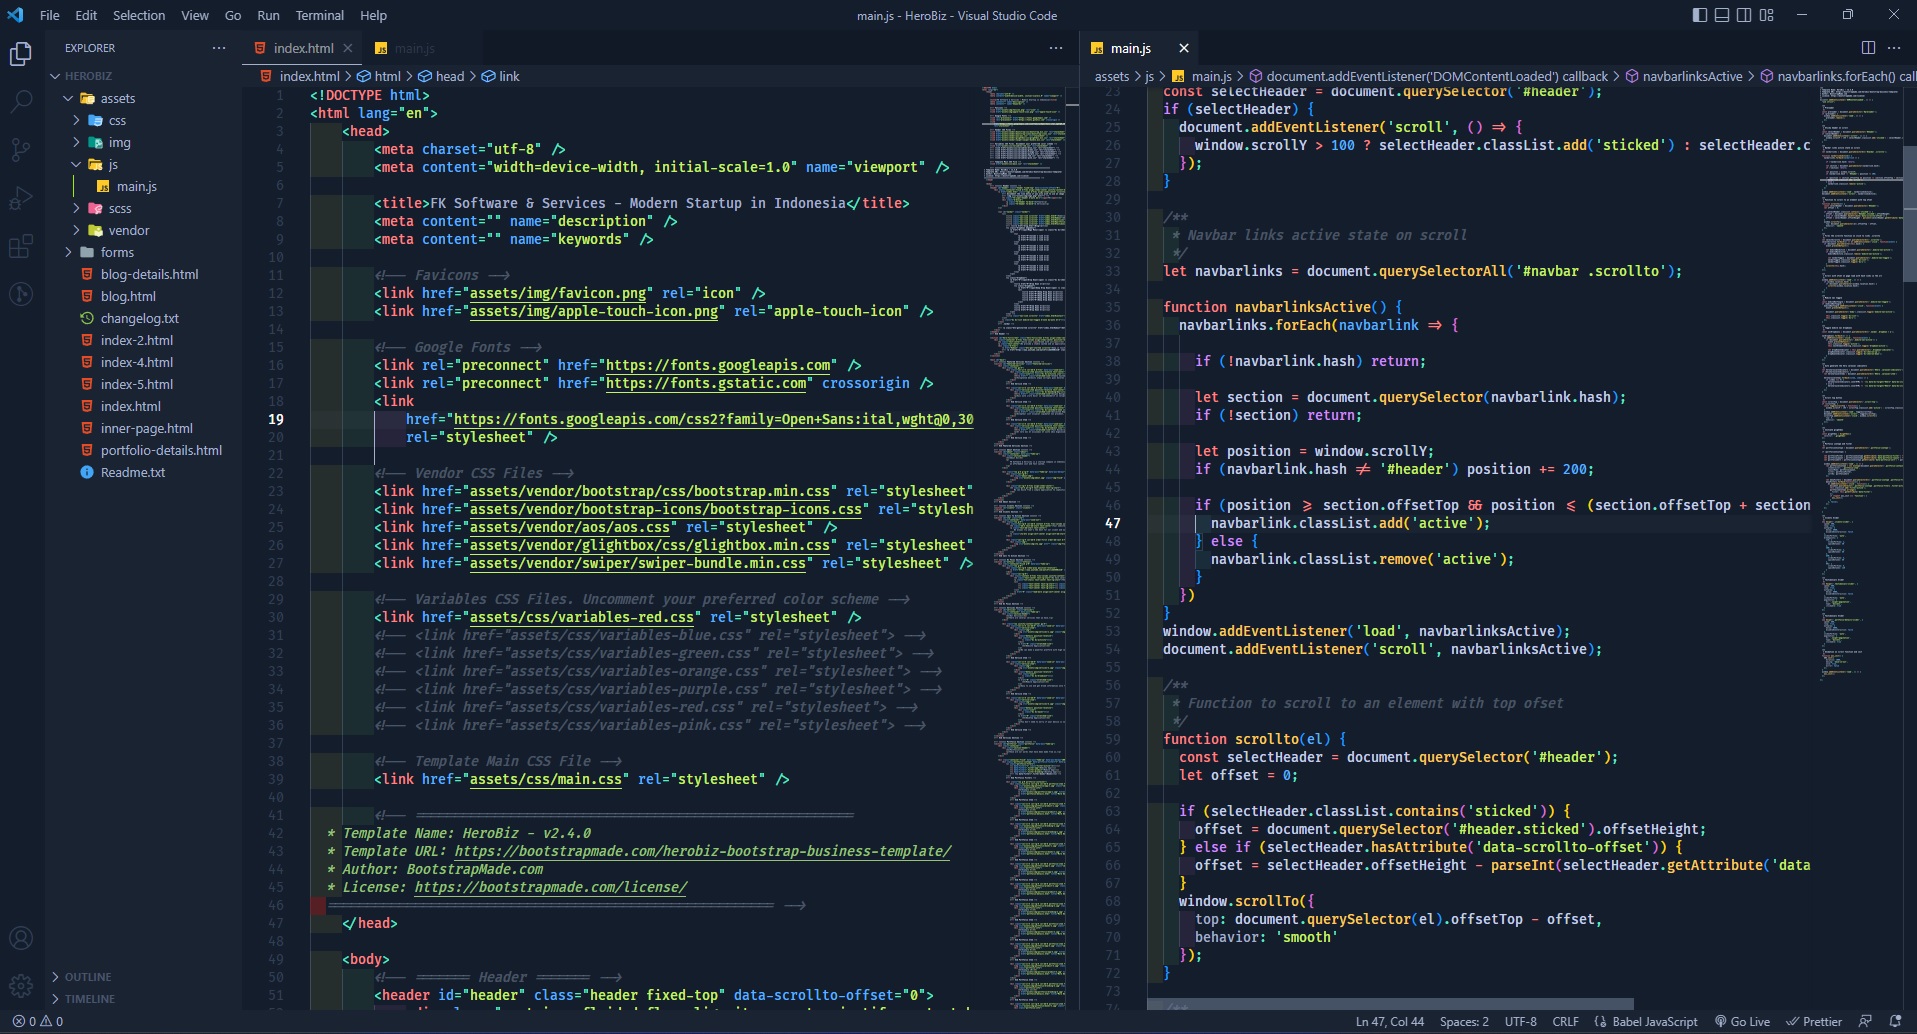 File Edit Selection View Go Run Terminal Help
main.js - HeroBiz - Visual Studio Code
EXPLORER
HEROBIZ
assets
css
img
js
main.js
scss
vendor
forms
blog-details.html
blog.html
changelog.txt
index-2.html
index-4.html
index-5.html
index.html
inner-page.html
portfolio-details.html
Readme.txt
OUTLINE
TIMELINE
index.html
main.js
index.html > html > head > link
1 <!DOCTYPE html>
2 <html lang="en">
3 <head>
4 <meta charset="utf-8" />
5 <meta content="width=device-width, initial-scale=1.0" name="viewport" />
6
7 <title>FK Software & Services - Modern Startup in Indonesia</title>
8 <meta content="" name="description" />
9 <meta content="" name="keywords" />
10
11 <!-- Favicons -->
12 <link href="assets/img/favicon.png" rel="icon" />
13 <link href="assets/img/apple-touch-icon.png" rel="apple-touch-icon" />
14
15 <!-- Google Fonts -->
16 <link rel="preconnect" href="https://fonts.googleapis.com" />
17 <link rel="preconnect" href="https://fonts.gstatic.com" crossorigin />
18 <link
19 href="https://fonts.googleapis.com/css2?family=Open+Sans:ital,wght@0,30
20 rel="stylesheet" />
21
22 <!-- Vendor CSS Files -->
23 <link href="assets/vendor/bootstrap/css/bootstrap.min.css" rel="stylesheet"
24 <link href="assets/vendor/bootstrap-icons/bootstrap-icons.css" rel="stylesh
25 <link href="assets/vendor/aos/aos.css" rel="stylesheet" />
26 <link href="assets/vendor/glightbox/css/glightbox.min.css" rel="stylesheet"
27 <link href="assets/vendor/swiper/swiper-bundle.min.css" rel="stylesheet" />
28
29 <!-- Variables CSS Files. Uncomment your preferred color scheme -->
30 <link href="assets/css/variables-red.css" rel="stylesheet" />
31 <!-- <link href="assets/css/variables-blue.css" rel="stylesheet"> -->
32 <!-- <link href="assets/css/variables-green.css" rel="stylesheet"> -->
33 <!-- <link href="assets/css/variables-orange.css" rel="stylesheet"> -->
34 <!-- <link href="assets/css/variables-purple.css" rel="stylesheet"> -->
35 <!-- <link href="assets/css/variables-red.css" rel="stylesheet"> -->
36 <!-- <link href="assets/css/variables-pink.css" rel="stylesheet"> -->
37
38 <!-- Template Main CSS File -->
39 <link href="assets/css/main.css" rel="stylesheet" />
40
41 <!-- =======================================================
42 * Template Name: HeroBiz - v2.4.0
43 * Template URL: https://bootstrapmade.com/herobiz-bootstrap-business-template/
44 * Author: BootstrapMade.com
45 * License: https://bootstrapmade.com/license/
46 ======================================================== -->
47 </head>
48
49 <body>
50 <!-- ======= Header ======= -->
51 <header id="header" class="header fixed-top" data-scrollto-offset="0">
main.js
assets > js > main.js > document.addEventListener('DOMContentLoaded') callback > navbarlinksActive > navbarlinks.forEach() call
23 const selectHeader = document.querySelector('#header');
24 if (selectHeader) {
25 document.addEventListener('scroll', () => {
26 window.scrollY > 100 ? selectHeader.classList.add('sticked') : selectHeader.c
27 });
28 }
29
30 /**
31 * Navbar links active state on scroll
32 */
33 let navbarlinks = document.querySelectorAll('#navbar .scrollto');
34
35 function navbarlinksActive() {
36 navbarlinks.forEach(navbarlink => {
37
38 if (!navbarlink.hash) return;
39
40 let section = document.querySelector(navbarlink.hash);
41 if (!section) return;
42
43 let position = window.scrollY;
44 if (navbarlink.hash != '#header') position += 200;
45
46 if (position >= section.offsetTop && position <= (section.offsetTop + section
47 navbarlink.classList.add('active');
48 } else {
49 navbarlink.classList.remove('active');
50 }
51 })
52 }
53 window.addEventListener('load', navbarlinksActive);
54 document.addEventListener('scroll', navbarlinksActive);
55
56 /**
57 * Function to scroll to an element with top ofset
58 */
59 function scrollto(el) {
60 const selectHeader = document.querySelector('#header');
61 let offset = 0;
62
63 if (selectHeader.classList.contains('sticked')) {
64 offset = document.querySelector('#header.sticked').offsetHeight;
65 } else if (selectHeader.hasAttribute('data-scrollto-offset')) {
66 offset = selectHeader.offsetHeight - parseInt(selectHeader.getAttribute('data
67 }
68 window.scrollTo({
69 top: document.querySelector(el).offsetTop - offset,
70 behavior: 'smooth'
71 });
72 }
73
74 /**
0 0
Ln 47, Col 44 Spaces: 2 UTF-8 CRLF Babel JavaScript Go Live Prettier